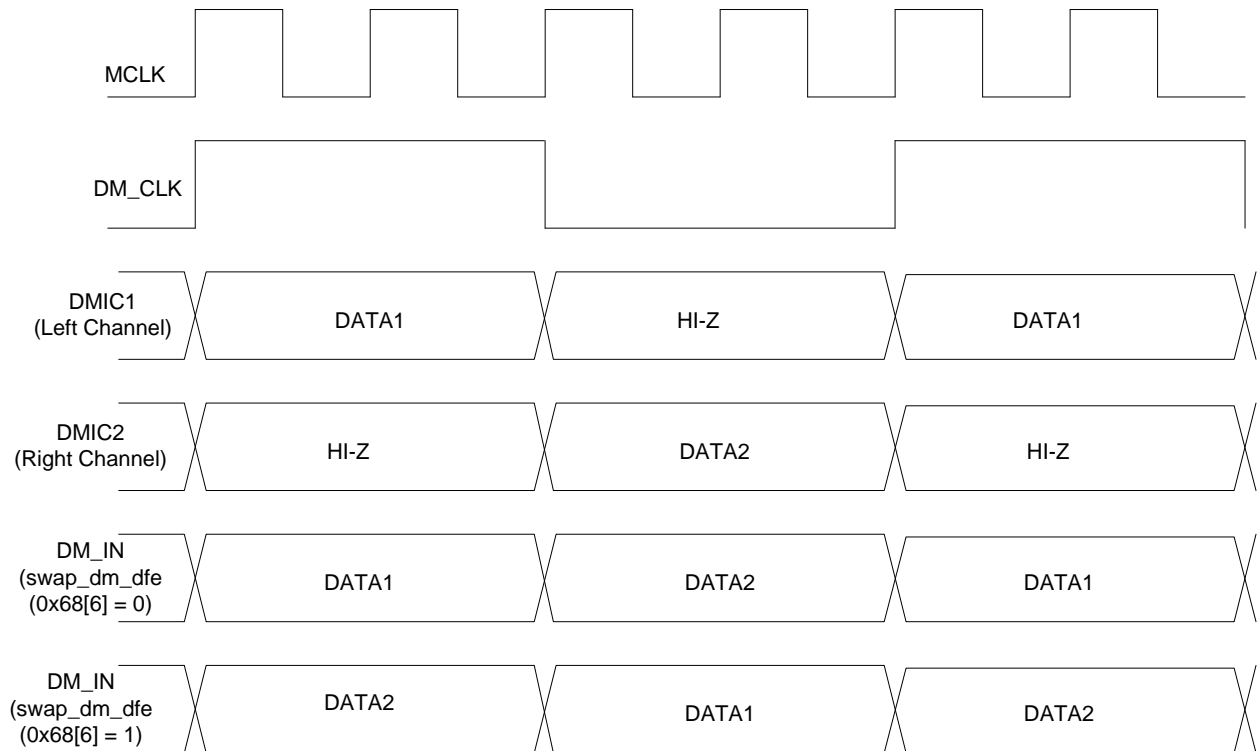 MCLK
DM_CLK
DMIC1
(Left Channel)
DATA1
HI-Z
DATA1
DMIC2
(Right Channel)
HI-Z
DATA2
HI-Z
DM_IN
(swap_dm_dfe
(0x68[6] = 0)
DATA1
DATA2
DATA1
DM_IN
(swap_dm_dfe
(0x68[6] = 1)
DATA2
DATA1
DATA2